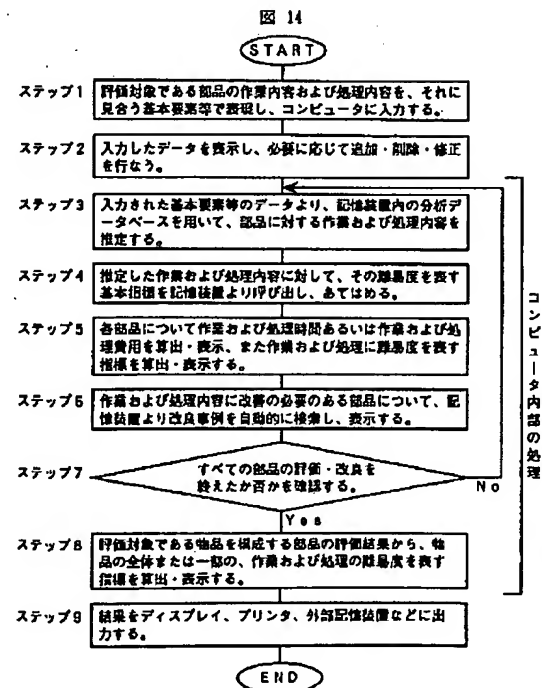 図 14
START
ステップ1
評価対象である部品の作業内容および処理内容を、それに
見合う基本要素等で表現し、コンピュータに入力する。
ステップ2
入力したデータを表示し、必要に応じて追加・削除・修正
を行なう。
ステップ3
入力された基本要素等のデータより、記憶装置内の分析デ
ータベースを用いて、部品に対する作業および処理内容を
推定する。
ステップ4
推定した作業および処理内容に対して、その難易度を表す
基本指標を記憶装置より呼び出し、あてはめる。
ステップ5
各部品について作業および処理時間あるいは作業および処
理費用を算出・表示、また作業および処理に難易度を表す
指標を算出・表示する。
ステップ6
作業および処理内容に改善の必要のある部品について、記
憶装置より改良事例を自動的に検索し、表示する。
ステップ7
すべての部品の評価・改良を
終えたか否かを確認する。
No
Yes
ステップ8
評価対象である物品を構成する部品の評価結果から、物
品の全体または一部の、作業および処理の難易度を表す
指標を算出・表示する。
ステップ9
結果をディスプレイ、プリンタ、外部記憶装置などに出
力する。
END
コンピュータ内部の処理